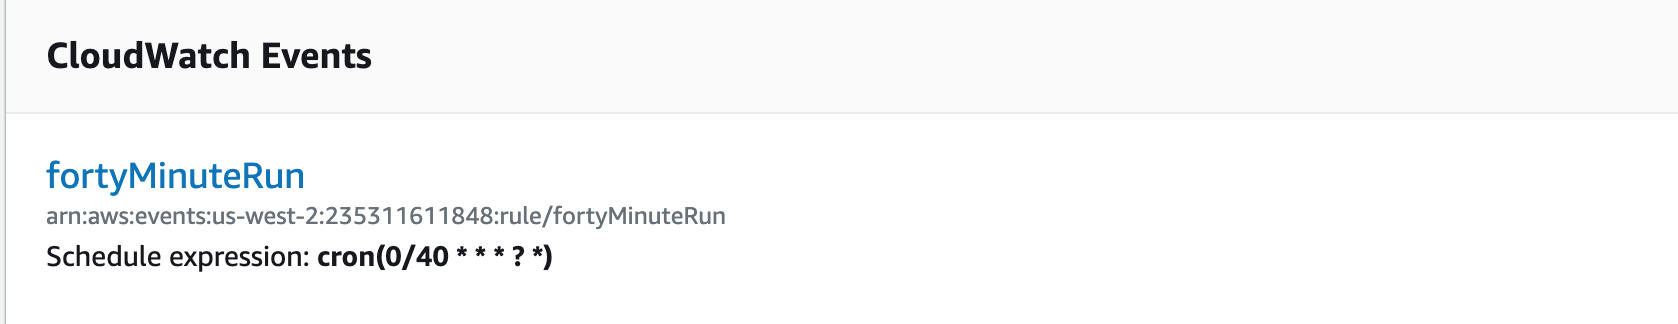 CloudWatch Events
fortyMinuteRun
arn:aws:events:us-west-2:235311611848:rule/fortyMinuteRun
Schedule expression: cron(0/40 * * * ? *)